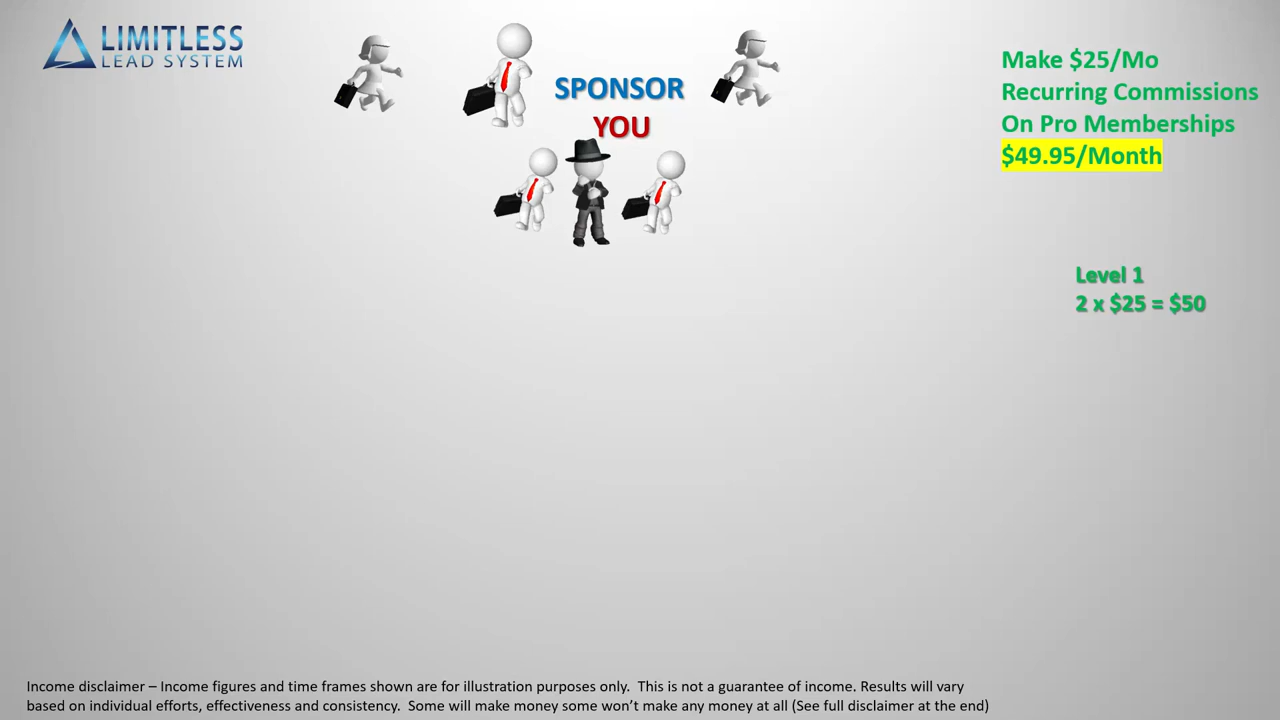 LIMITLESS
LEAD SYSTEM
SPONSOR
YOU
Make $25/Mo
Recurring Commissions
On Pro Memberships
$49.95/Month
Level 1
2 x $25 = $50
Income disclaimer – Income figures and time frames shown are for illustration purposes only.  This is not a guarantee of income. Results will vary
based on individual efforts, effectiveness and consistency.  Some will make money some won’t make any money at all (See full disclaimer at the end)